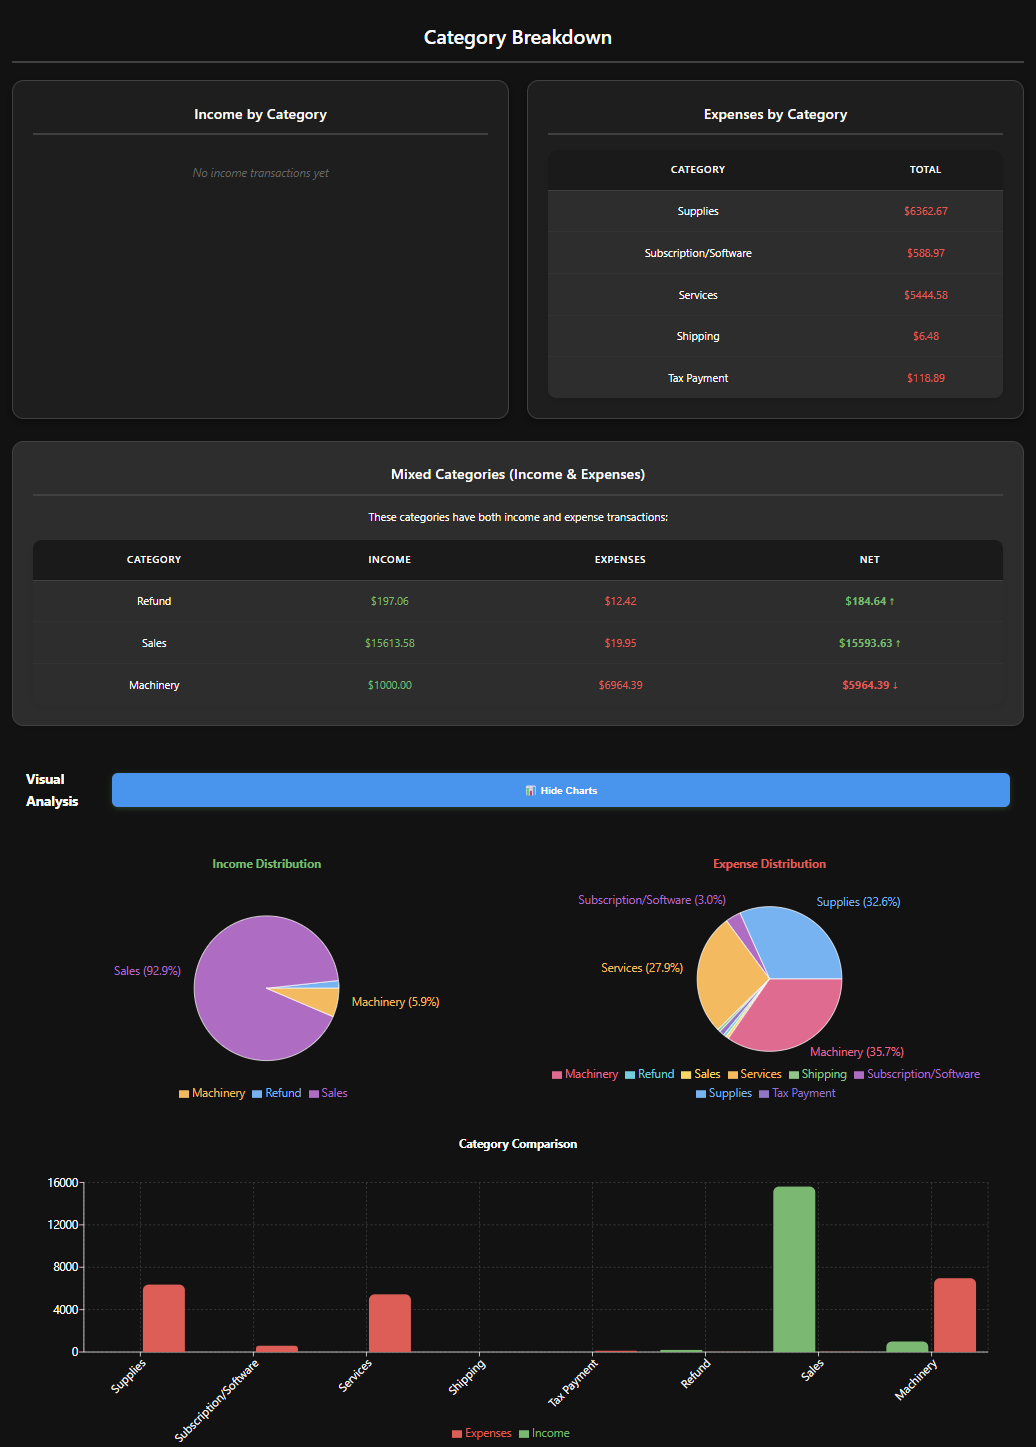 Category Breakdown
Income by Category
No income transactions yet
Expenses by Category
CATEGORY TOTAL
Supplies $6362.67
Subscription/Software $588.97
Services $5444.58
Shipping $6.48
Tax Payment $118.89
Mixed Categories (Income & Expenses)
These categories have both income and expense transactions:
CATEGORY INCOME EXPENSES NET
Refund $197.06 $12.42 $184.64 ↑
Sales $15613.58 $19.95 $15593.63 ↑
Machinery $1000.00 $6964.39 $5964.39 ↓
Visual
Analysis
Hide Charts
Income Distribution
Sales (92.9%)
Machinery (5.9%)
Machinery Refund Sales
Expense Distribution
Subscription/Software (3.0%)
Supplies (32.6%)
Services (27.9%)
Machinery (35.7%)
Machinery Refund Sales Services Shipping Subscription/Software
Supplies Tax Payment
Category Comparison
16000
12000
8000
4000
0
Supplies
Subscription/Software
Services
Shipping
Tax Payment
Refund
Sales
Machinery
Expenses Income